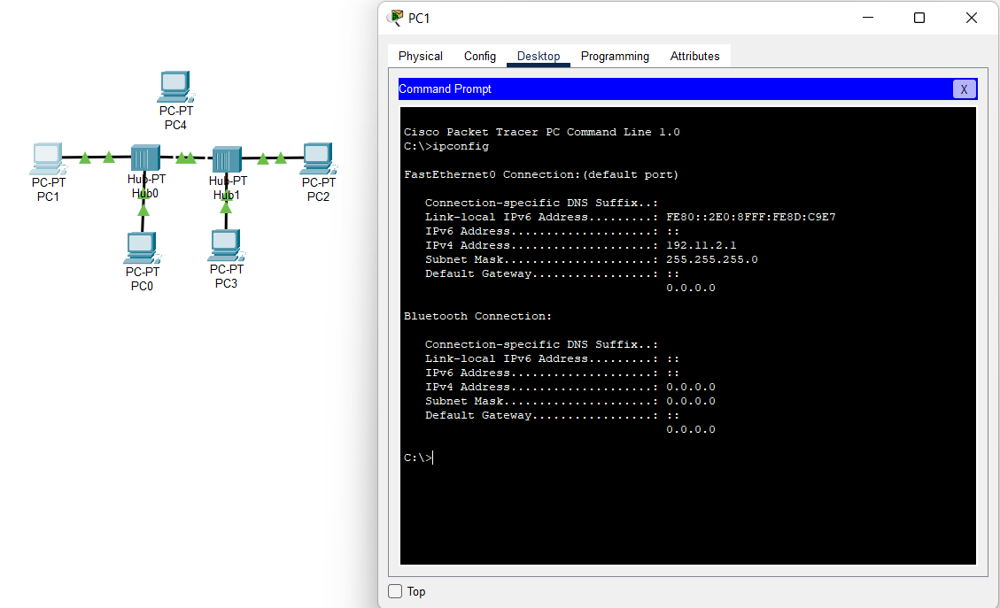 PC-PT
PC4
PC-PT
PC1
Hub-PT
Hub0
Hub-PT
Hub1
PC-PT
PC2
PC-PT
PC0
PC-PT
PC3
PC1
Physical Config Desktop Programming Attributes
Command Prompt X
Cisco Packet Tracer PC Command Line 1.0
C:\>ipconfig
FastEthernet0 Connection:(default port)
Connection-specific DNS Suffix..:
Link-local IPv6 Address.........: FE80::2E0:8FFF:FE8D:C9E7
IPv6 Address....................: ::
IPv4 Address....................: 192.11.2.1
Subnet Mask.....................: 255.255.255.0
Default Gateway.................: ::
0.0.0.0
Bluetooth Connection:
Connection-specific DNS Suffix..:
Link-local IPv6 Address.........: ::
IPv6 Address....................: ::
IPv4 Address....................: 0.0.0.0
Subnet Mask.....................: 0.0.0.0
Default Gateway.................: ::
0.0.0.0
C:\>
Top